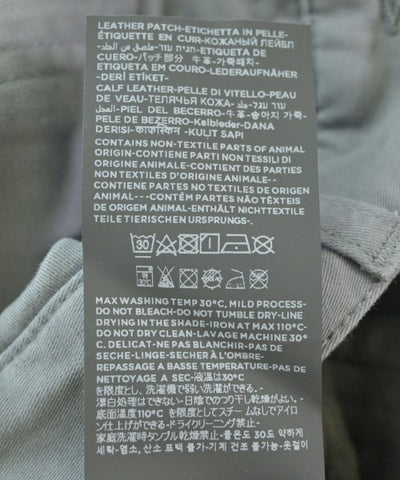 LEATHER PATCH-ETICHETTA IN PELLE-
ÉTIQUETTE EN CUIR-КОЖАНЫЙ ЛЕЙБЛ
-ETIQUETA DE
CUERO-パッチ部分 牛革-가죽패치-
ETIQUETA EM COURO-LEDERAUFNÄHER
-DERİ ETİKET-
CALF LEATHER-PELLE DI VITELLO-PEAU
DE VEAU-ТЕЛЯЧЬЯ КОЖА-
-PIEL DEL BECERRO-牛革-송아지 가죽-
PELE DE BEZERRO-Kalbleder-DANA
DERISI-काफ़स्किन-KULIT SAPI
CONTAINS NON-TEXTILE PARTS OF ANIMAL
ORIGIN-CONTIENE PARTI NON TESSILI DI
ORIGINE ANIMALE-CONTIENT DES PARTIES
NON TEXTILES D'ORIGINE ANIMALE--
CONTIENE PARTES NO TEXTILES DE ORIGEN
ANIMAL---CONTÉM PARTES NÃO TÊXTEIS
DE ORIGEM ANIMAL-ENTHÄLT NICHTTEXTILE
TEILE TIERISCHEN URSPRUNGS-.
30
MAX WASHING TEMP 30°C, MILD PROCESS-
DO NOT BLEACH-DO NOT TUMBLE DRY-LINE
DRYING IN THE SHADE-IRON AT MAX 110°C-
DO NOT DRY CLEAN-LAVAGE MACHINE 30°
C. DELICAT-NE PAS BLANCHIR-PAS DE
SECHE-LINGE-SÉCHER À L'OMBRE-
REPASSAGE A BASSE TEMPERATURE-PAS DE
NETTOYAGE A SEC-液温は30℃
を限度とし、洗濯機で弱い洗濯ができる。-
漂白処理はできない-日陰でのつり干し乾燥がよい。-
底面温度110℃を限度としてスチームなしでアイロ
ン仕上げができる-ドライクリーニング禁止-
家庭洗濯等タンブル乾燥禁止-물온도 30도 약하게
세탁-염소, 산소 표백 불가-기계 건조 불가능-옷걸이